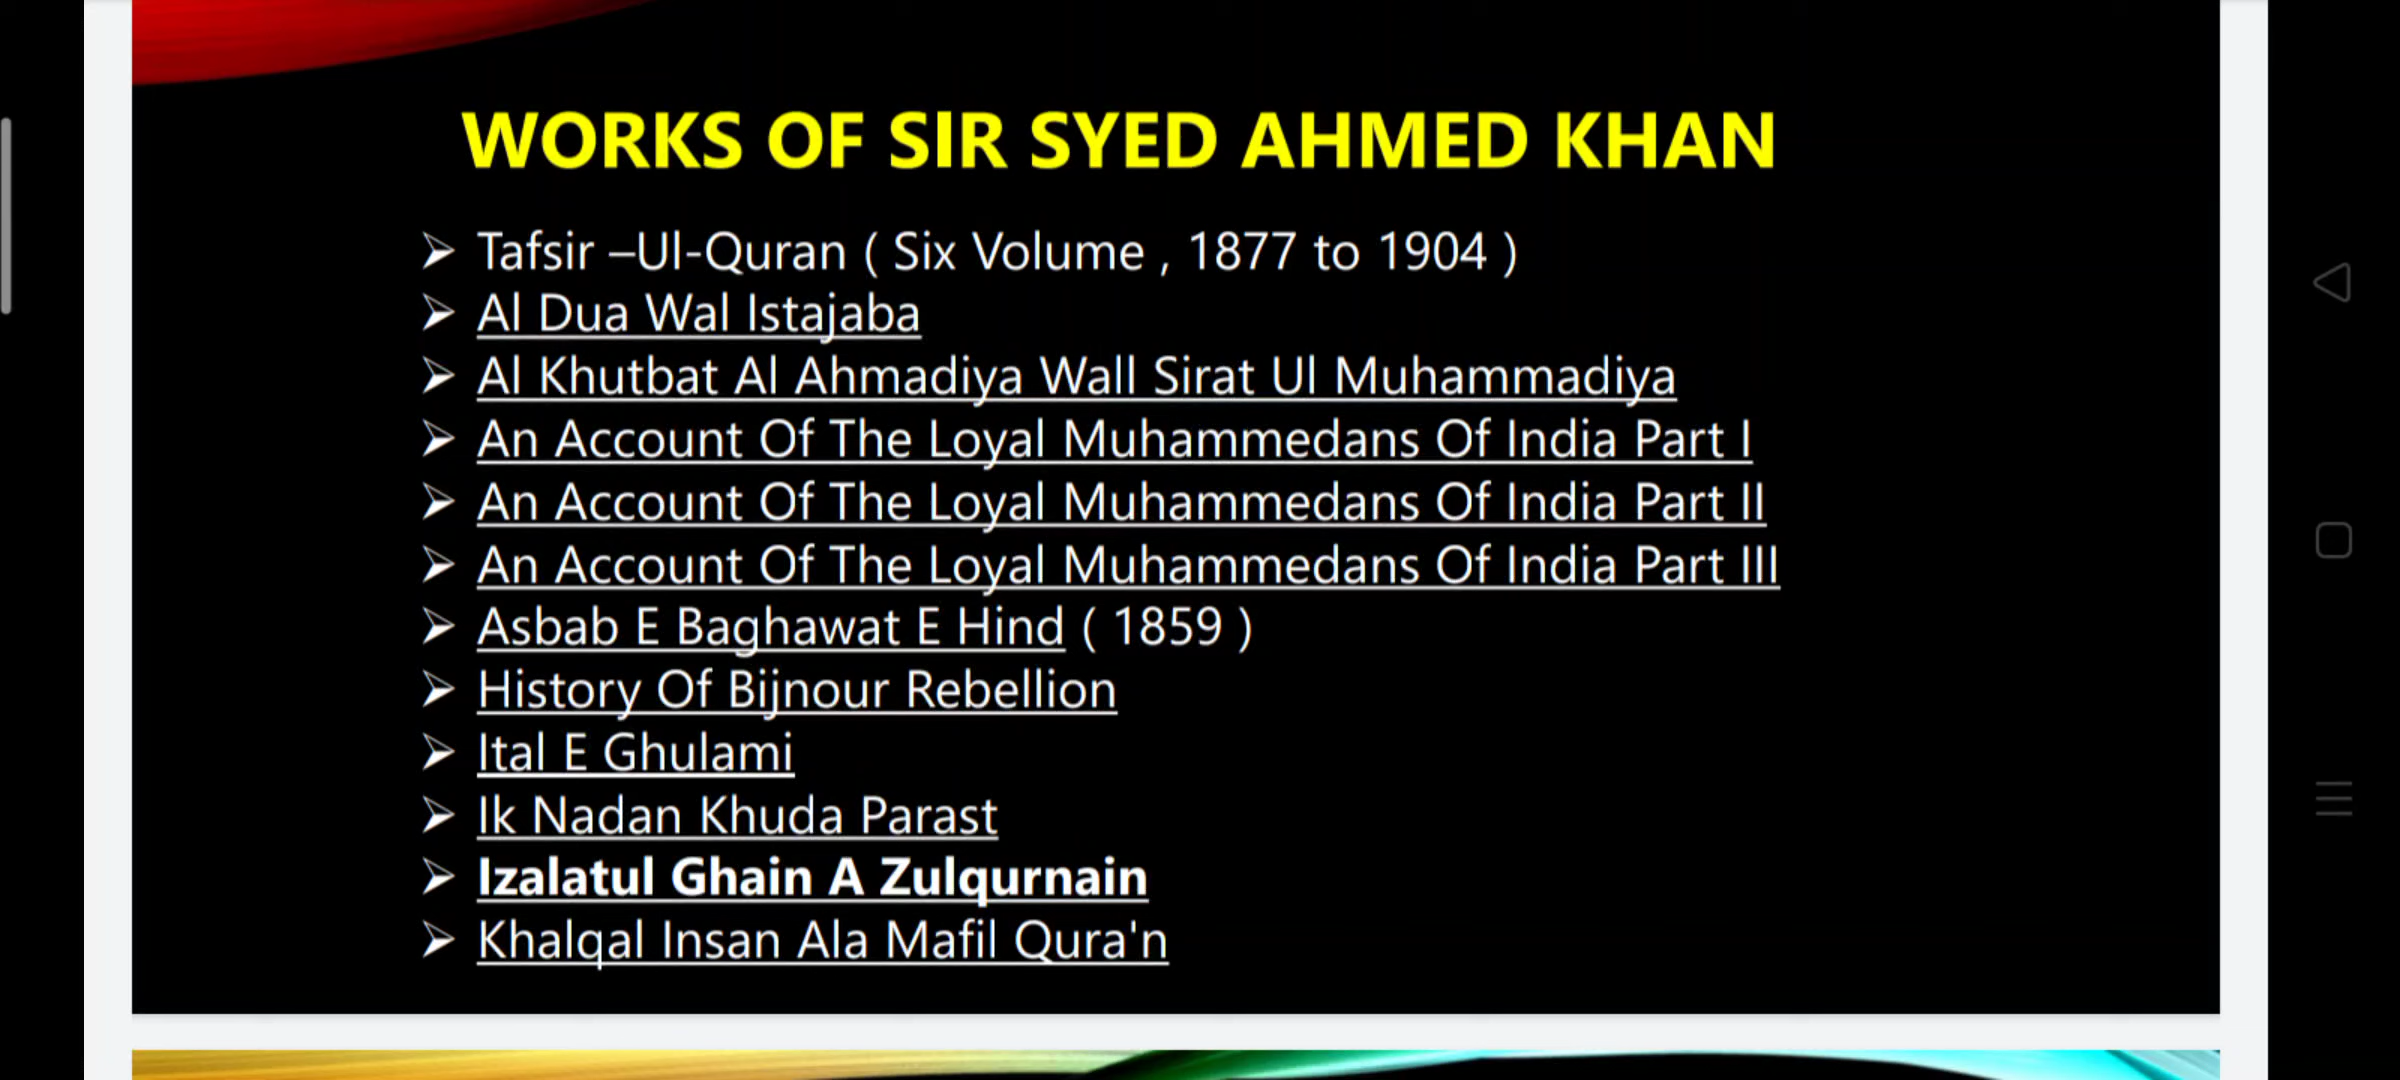 WORKS OF SIR SYED AHMED KHAN
➢ Tafsir –Ul-Quran ( Six Volume , 1877 to 1904 )
➢ Al Dua Wal Istajaba
➢ Al Khutbat Al Ahmadiya Wall Sirat Ul Muhammadiya
➢ An Account Of The Loyal Muhammedans Of India Part I
➢ An Account Of The Loyal Muhammedans Of India Part II
➢ An Account Of The Loyal Muhammedans Of India Part III
➢ Asbab E Baghawat E Hind ( 1859 )
➢ History Of Bijnour Rebellion
➢ Ital E Ghulami
➢ Ik Nadan Khuda Parast
➢ Izalatul Ghain A Zulqurnain
➢ Khalqal Insan Ala Mafil Qura'n